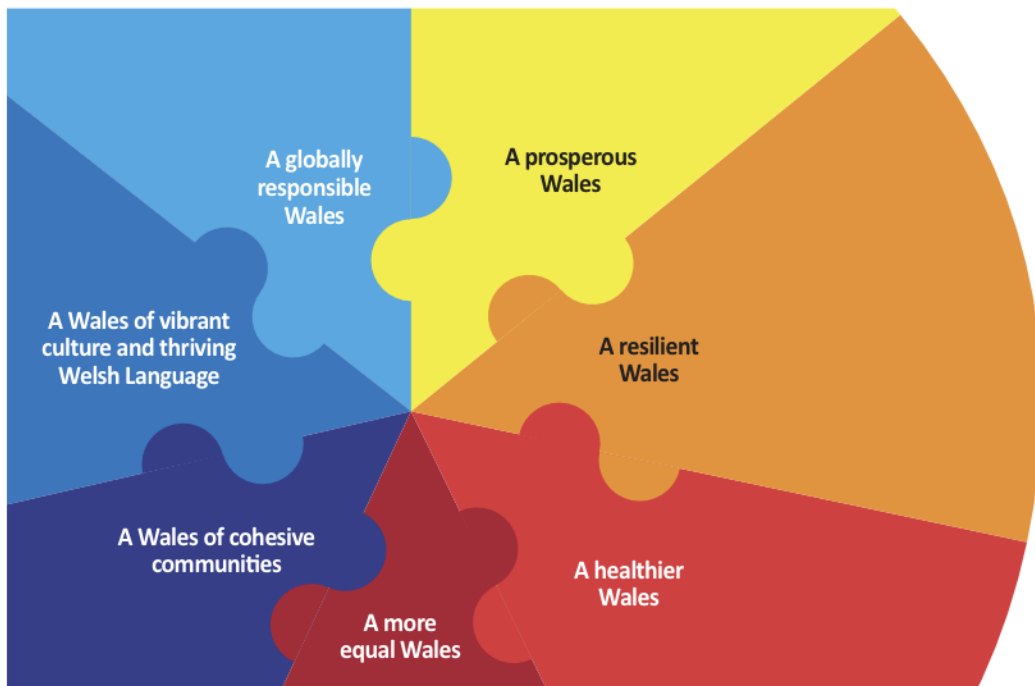 A globally
responsible
Wales
A prosperous
Wales
A resilient
Wales
A healthier
Wales
A more
equal Wales
A Wales of cohesive
communities
A Wales of vibrant
culture and thriving
Welsh Language